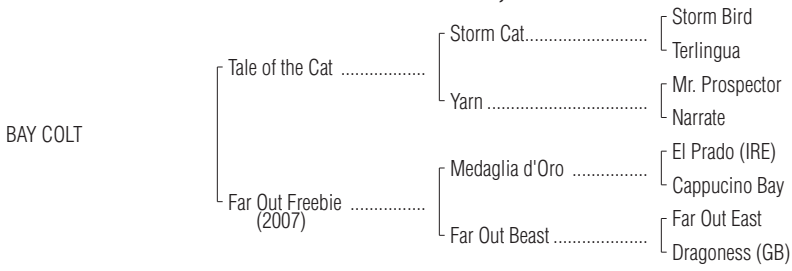 Storm Bird
Storm Cat..............................
Terlingua
Tale of the Cat ..................
Mr. Prospector
Yarn ..................................
Narrate
BAY COLT
El Prado (IRE)
Medaglia d'Oro ................
Cappucino Bay
Far Out Freebie ................
(2007)
Far Out East
Far Out Beast ....................
Dragoness (GB)